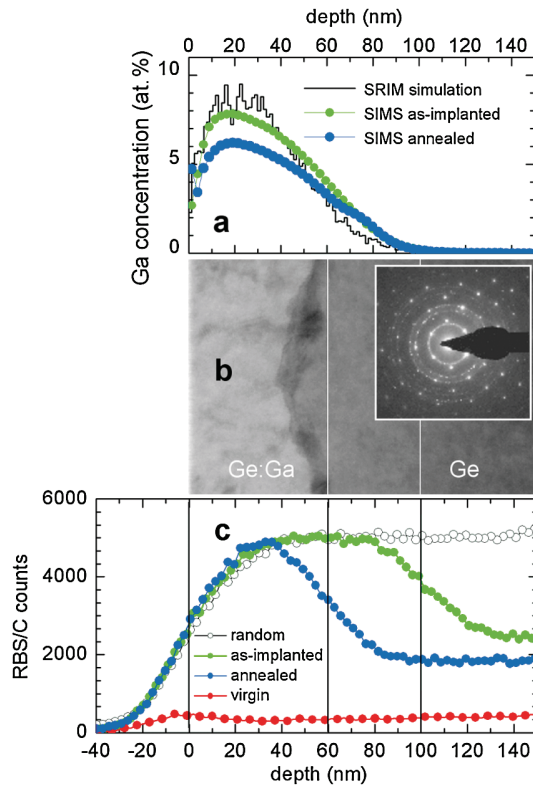 depth (nm)
0 20 40 60 80 100 120 140
Ga concentration (at. %)
10
5
0
SRIM simulation
SIMS as-implanted
SIMS annealed
a
b
Ge:Ga
Ge
RBS/C counts
6000
4000
2000
0
c
random
as-implanted
annealed
virgin
-40 -20 0 20 40 60 80 100 120 140
depth (nm)